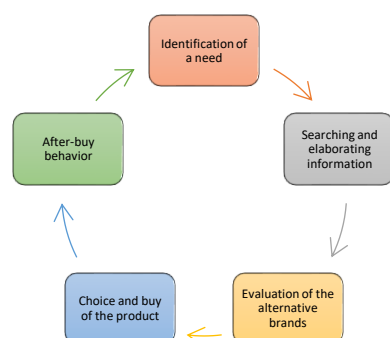 Identification of
a need
Searching and
elaborating
information
Evaluation of the
alternative
brands
Choice and buy
of the product
After-buy
behavior